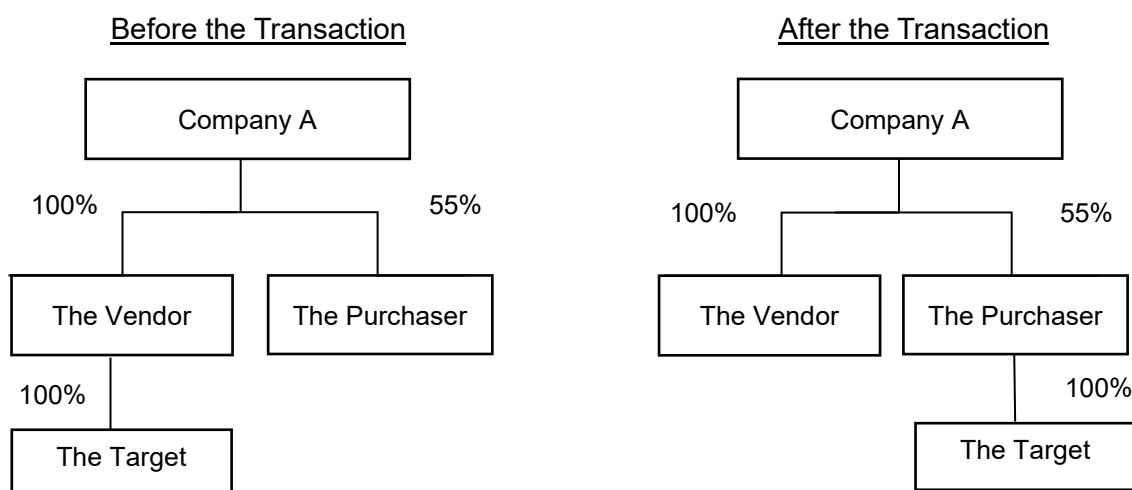 Before the Transaction
Company A
100%
55%
The Vendor
The Purchaser
100%
The Target
After the Transaction
Company A
100%
55%
The Vendor
The Purchaser
100%
The Target